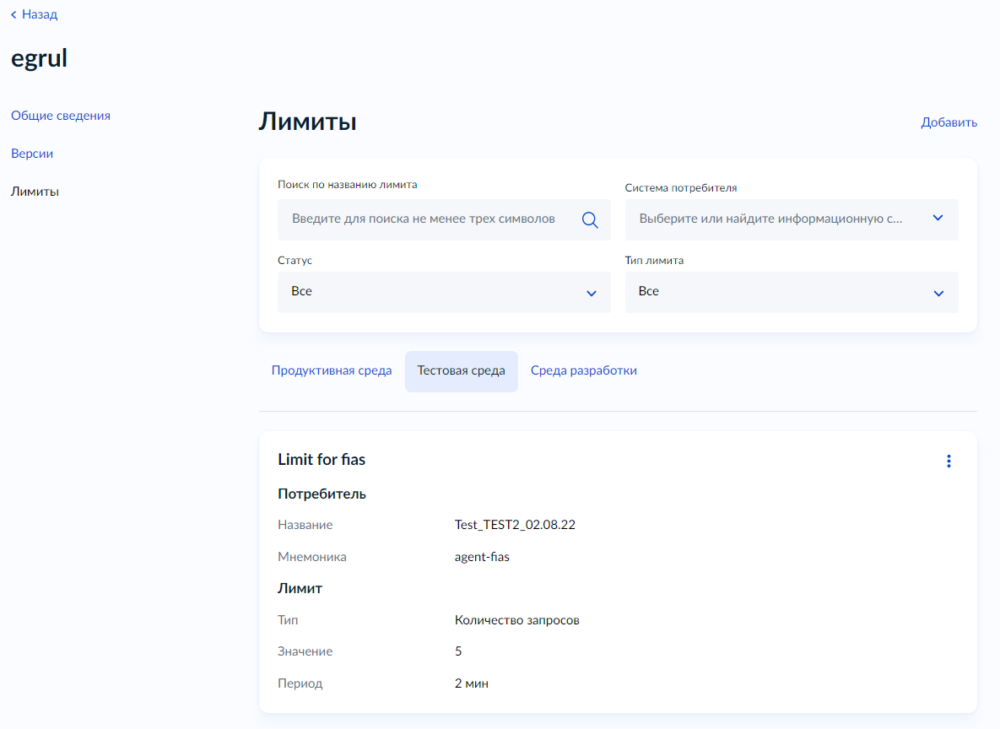 Назад
egrul
Общие сведения
Версии
Лимиты
Лимиты
Добавить
Поиск по названию лимита
Введите для поиска не менее трех символов
Система потребителя
Выберите или найдите информационную с...
Статус
Все
Тип лимита
Все
Продуктивная среда Тестовая среда Среда разработки
Limit for fias
Потребитель
Название Test_TEST2_02.08.22
Мнемоника agent-fias
Лимит
Тип Количество запросов
Значение 5
Период 2 мин